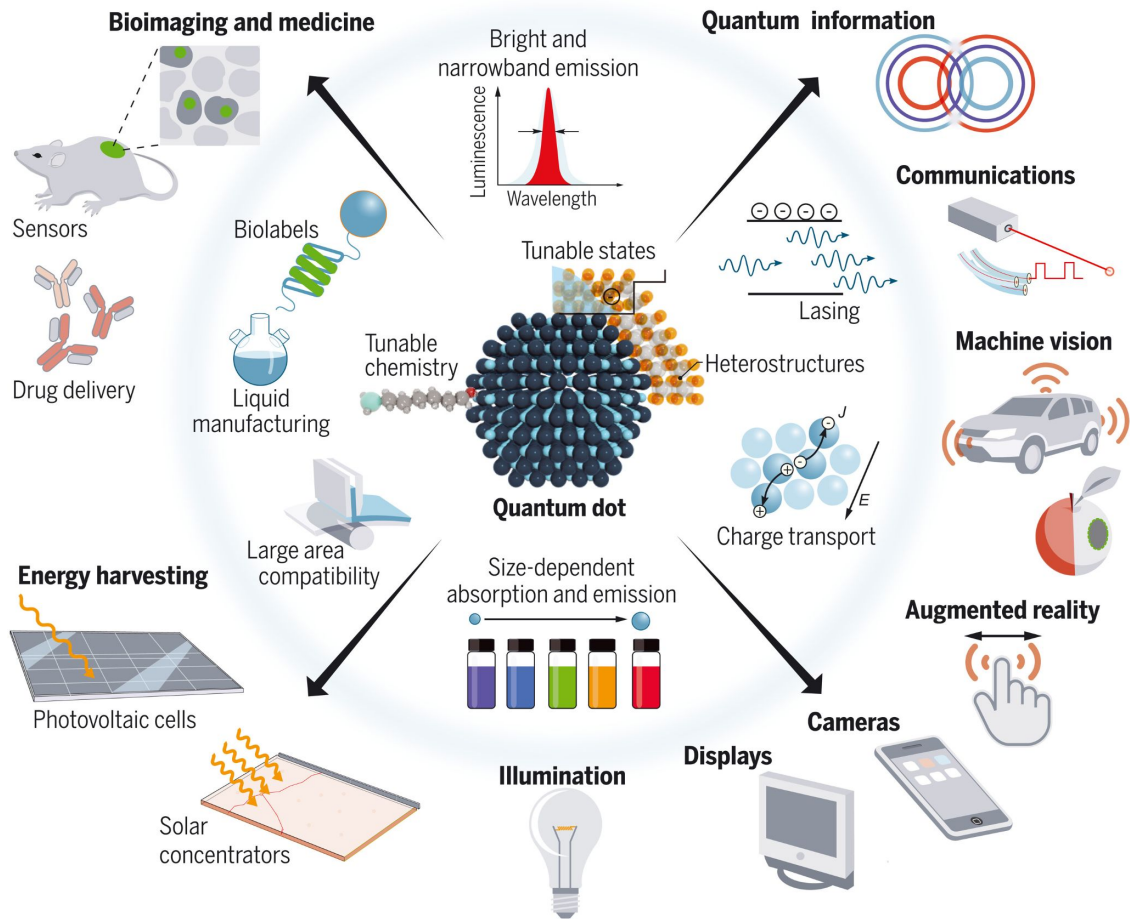 Bioimaging and medicine
Sensors
Drug delivery
Bright and
narrowband emission
Luminescence
Wavelength
Quantum information
Communications
Biolabels
Tunable states
-
- - - -
Lasing
Tunable
chemistry
Liquid
manufacturing
Heterostructures
Machine vision
Quantum dot
J
-
+ -
+
E
Charge transport
Large area
compatibility
Size-dependent
absorption and emission
Energy harvesting
Photovoltaic cells
Solar
concentrators
Illumination
Displays
Cameras
Augmented reality